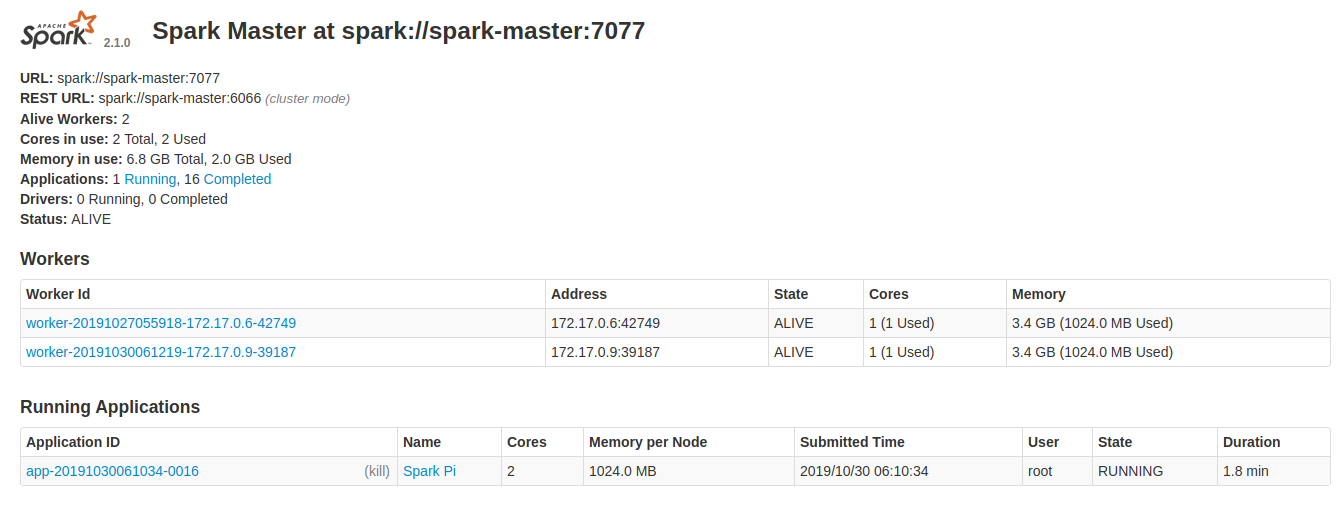 APACHE
Spark 2.1.0 Spark Master at spark://spark-master:7077
URL: spark://spark-master:7077
REST URL: spark://spark-master:6066 (cluster mode)
Alive Workers: 2
Cores in use: 2 Total, 2 Used
Memory in use: 6.8 GB Total, 2.0 GB Used
Applications: 1 Running, 16 Completed
Drivers: 0 Running, 0 Completed
Status: ALIVE
Workers
Worker Id Address State Cores Memory
worker-20191027055918-172.17.0.6-42749 172.17.0.6:42749 ALIVE 1 (1 Used) 3.4 GB (1024.0 MB Used)
worker-20191030061219-172.17.0.9-39187 172.17.0.9:39187 ALIVE 1 (1 Used) 3.4 GB (1024.0 MB Used)
Running Applications
Application ID Name Cores Memory per Node Submitted Time User State Duration
app-20191030061034-0016 (kill) Spark Pi 2 1024.0 MB 2019/10/30 06:10:34 root RUNNING 1.8 min